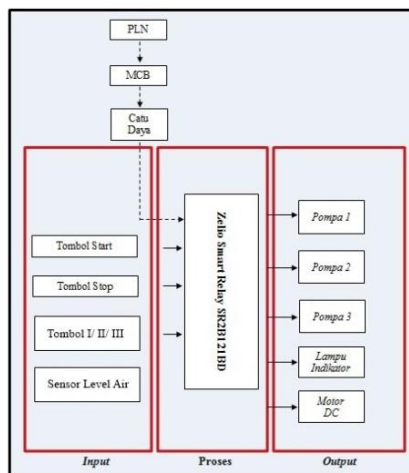 PLN
MCB
Catu
Daya
Tombol Start
Tombol Stop
Tombol I/ II/ III
Sensor Level Air
Zelio Smart Relay SR2B121BD
Pompa 1
Pompa 2
Pompa 3
Lampu
Indikator
Motor
DC
Input
Proses
Output